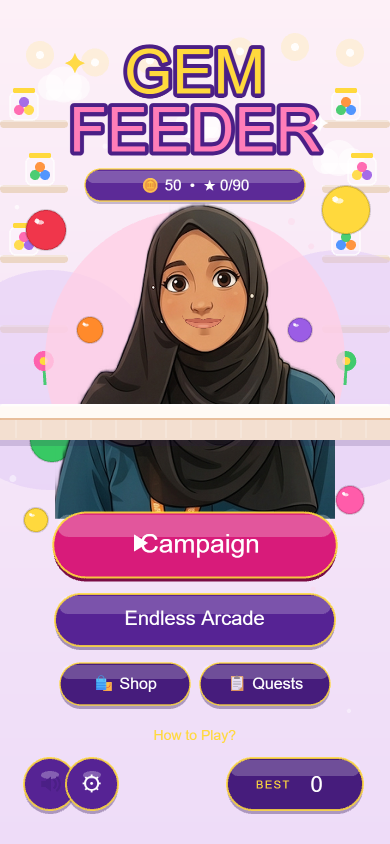 GEM
FEEDER
50 • ★ 0/90
Campaign
Endless Arcade
Shop
Quests
How to Play?
BEST 0